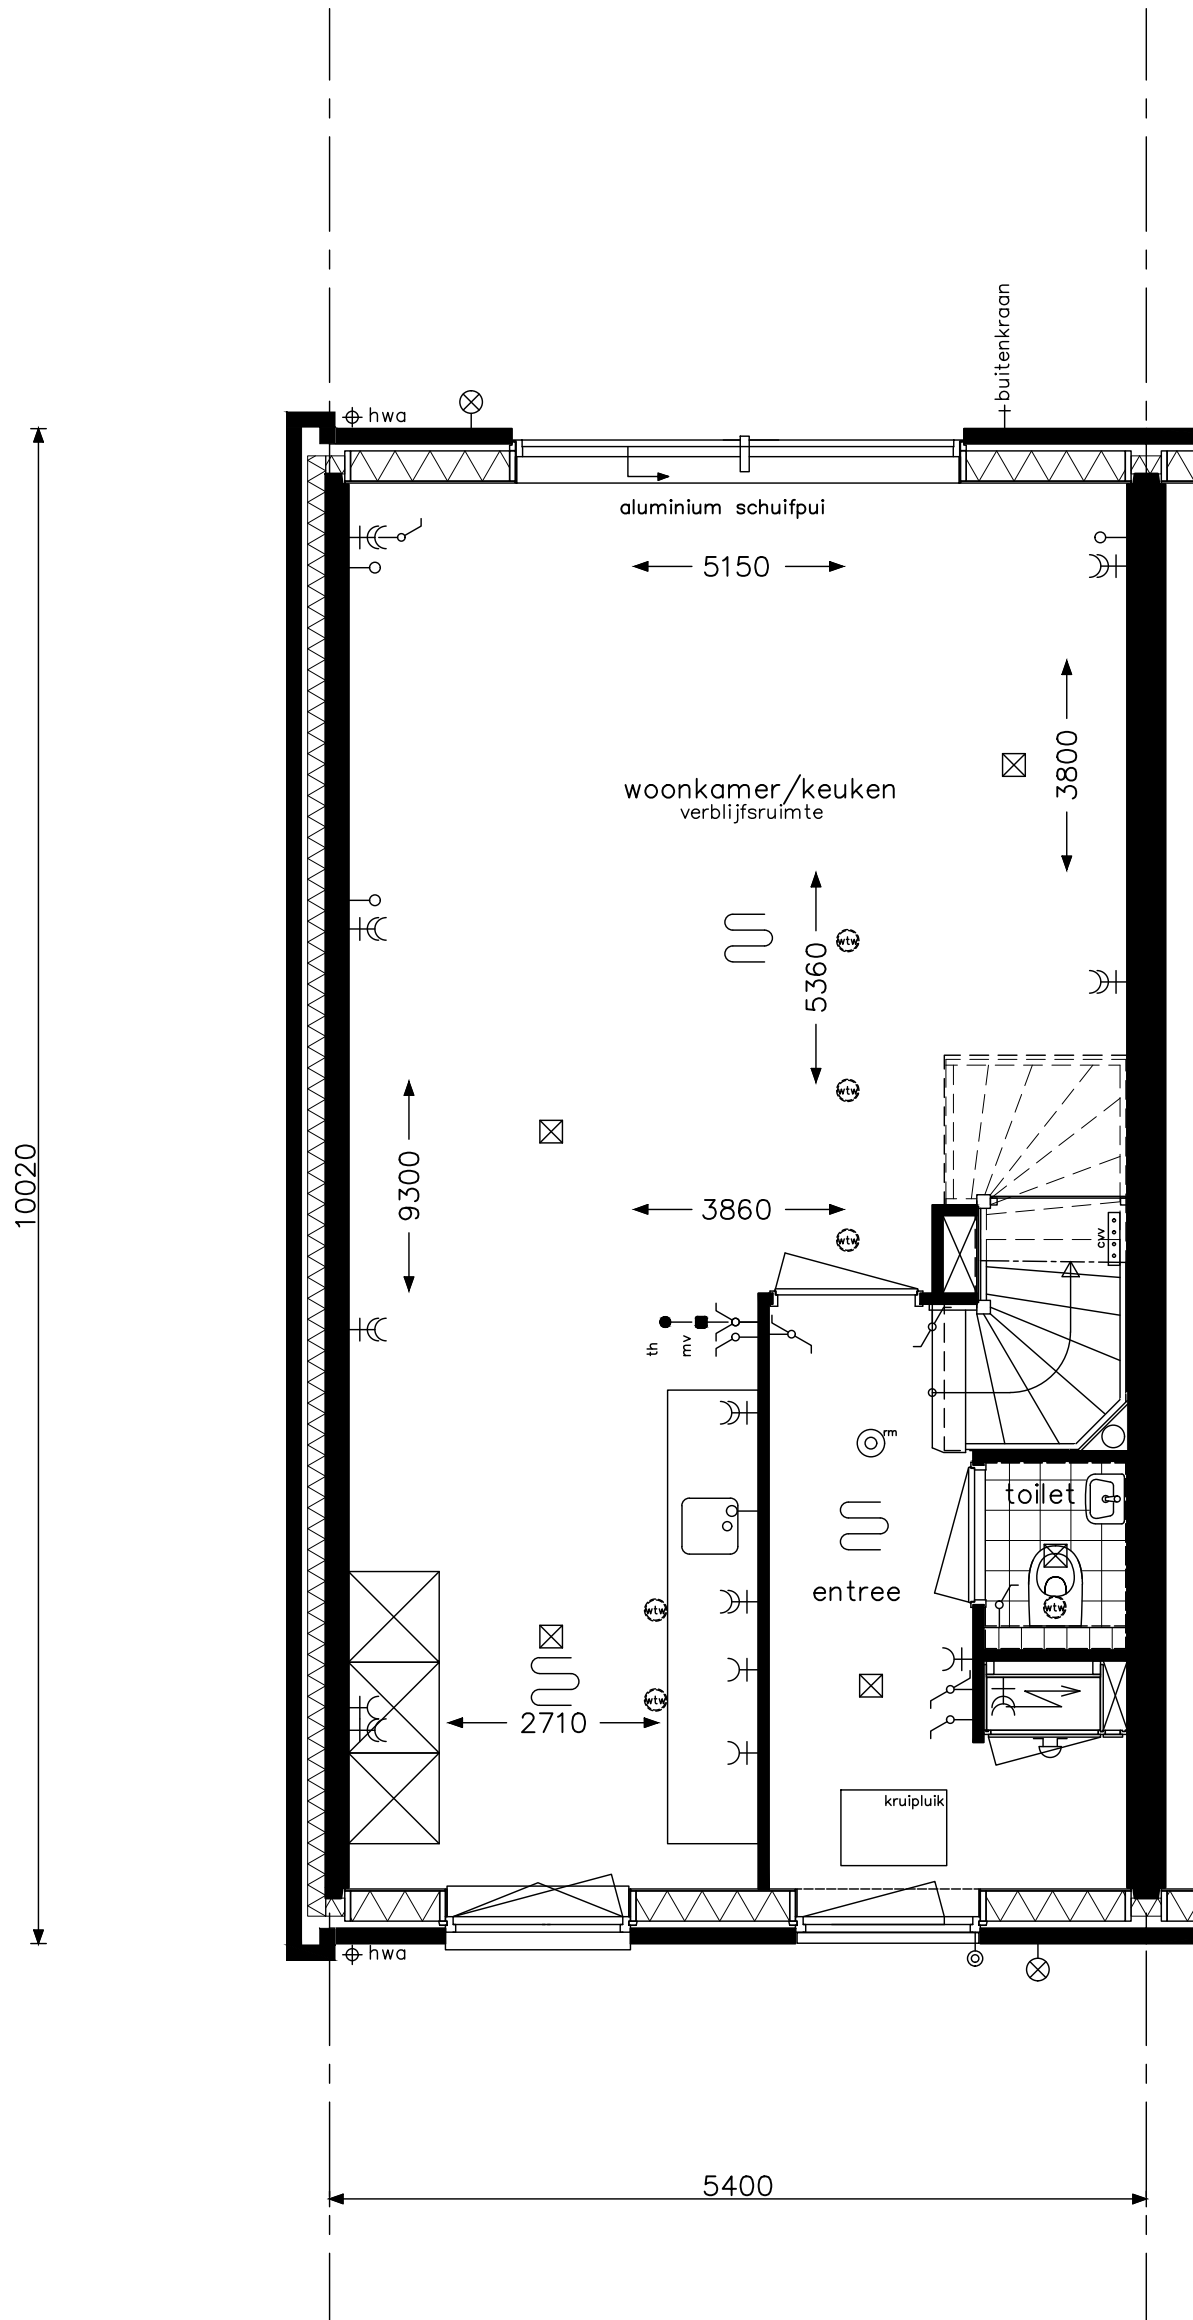 buitenkraan
hwa
aluminium schuifpui
5150
3800
woonkamer/keuken
verblijfsruimte
wtw
5360
wtw
10020
9300
3860
wtw
cvv
th
mv
rm
toilet
entree
wtw
wtw
wtw
2710
kruipluik
hwa
5400